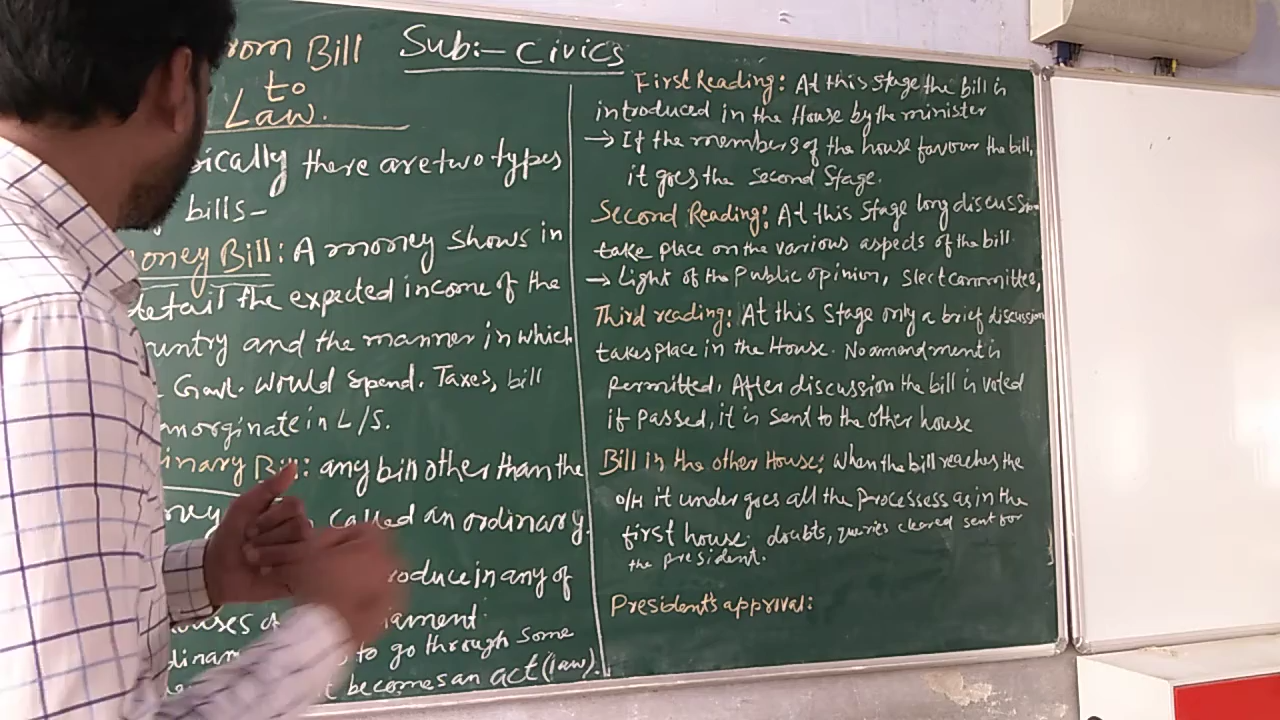 rom Bill
to
Law.
Sub:- Civics
ically there are two types
bills-
oney Bill: A money shows in
detail the expected income of the
untry and the manner in which
Govt. would spend. Taxes, bill
an orginate in L/S.
inary Bill: any bill other than the
ney called an ordinary.
roduce in any of
ouses of iament.
dinar to go through some
t becomes an act (law).
First Reading: At this stage the bill is
introduced in the House by the minister
→ If the members of the house favour the bill,
it goes the second stage.
Second Reading: At this stage long discussion
take place on the various aspects of the bill.
→ Light of the Public opinion, Slect committee,
Third reading: At this stage only a brief discussion
takes place in the House. No amendment is
permitted. After discussion the bill is voted
if passed, it is sent to the other house
Bill in the other House: When the bill reaches the
O/H it under goes all the Processess as in the
first house. doubts, queries cleared sent for
the president.
President's approval: